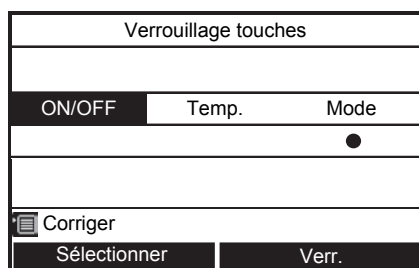 Verrouillage touches
ON/OFF Temp. Mode
Corriger
Sélectionner Verr.